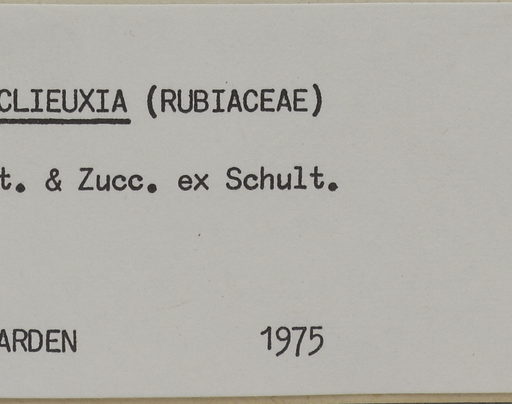 CLIEUXIA (RUBIACEAE)
t. & Zucc. ex Schult.
ARDEN 1975